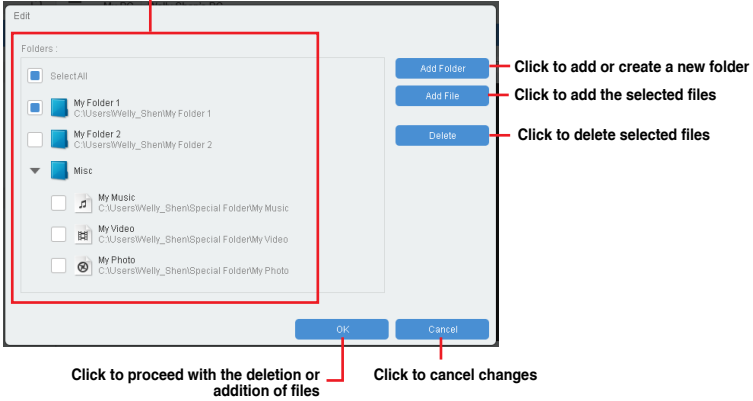 Edit
Folders :
SelectAll
My Folder 1
C:\Users\Welly_Shen\My Folder 1
My Folder 2
C:\Users\Welly_Shen\My Folder 2
Misc
My Music
C:\Users\Welly_Shen\Special Folder\My Music
My Video
C:\Users\Welly_Shen\Special Folder\My Video
My Photo
C:\Users\Welly_Shen\Special Folder\My Photo
Add Folder
Click to add or create a new folder
Add File
Click to add the selected files
Delete
Click to delete selected files
OK
Cancel
Click to proceed with the deletion or
addition of files
Click to cancel changes